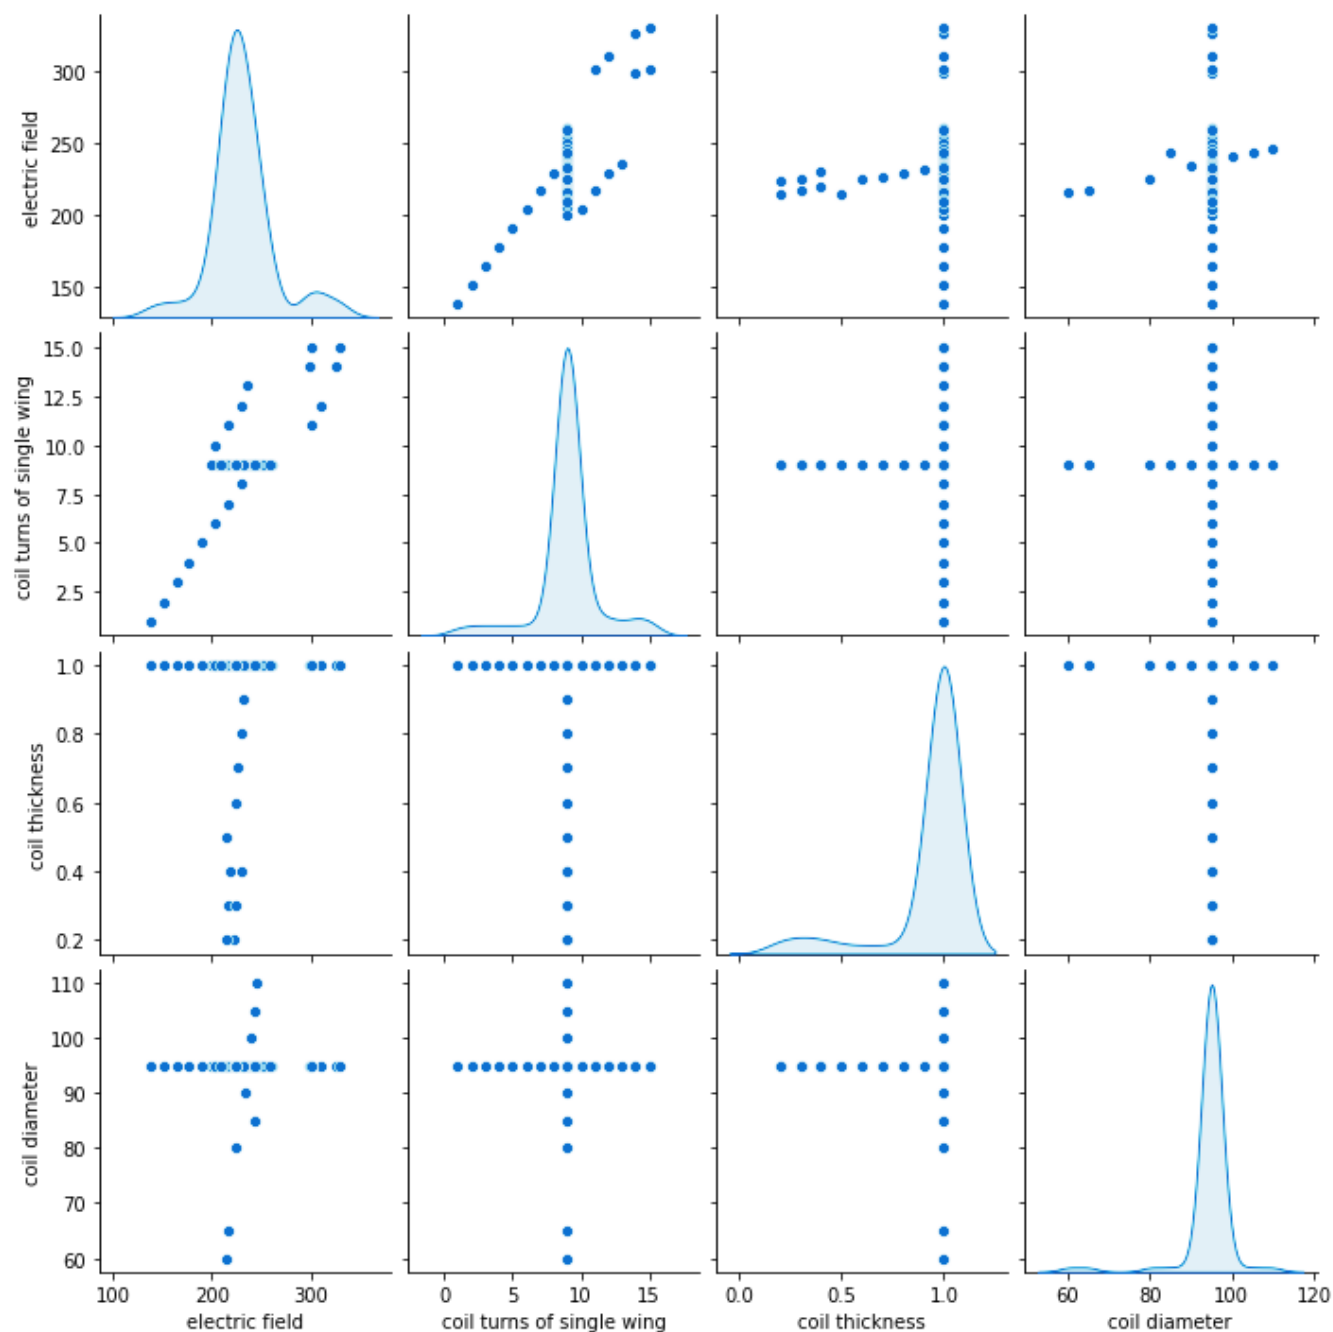 electric field
300
250
200
150
coil turns of single wing
15.0
12.5
10.0
7.5
5.0
2.5
coil thickness
1.0
0.8
0.6
0.4
0.2
coil diameter
110
100
90
80
70
60
100 200 300
0 5 10 15
0.0 0.5 1.0
60 80 100 120
electric field
coil turns of single wing
coil thickness
coil diameter